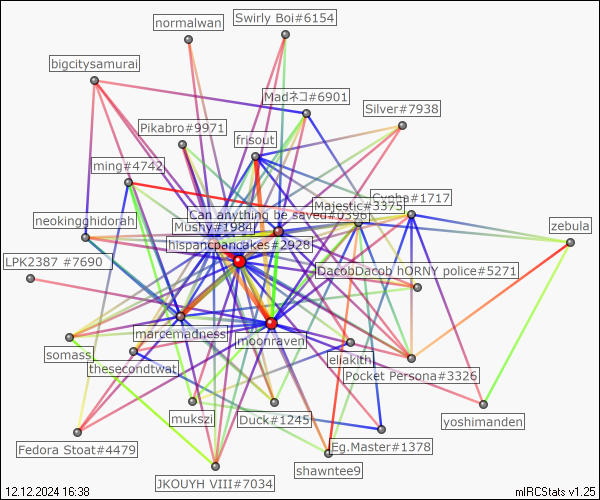 Swirly Boi#6154
normalwan
bigcitysamurai
Madネコ#6901
Silver#7938
Pikabro#9971
frisout
ming#4742
Majestic#3375
#1717
Can anything be saved#0398
neokingghidorah
Mushy#1984
zebula
hispancpancakes#2928
LPK2387 #7690
DacobDacob hORNY police#5271
marcemadness
moonraven
somass
eliakith
thesecondtwat
Pocket Persona#3326
mukszi
Duck#1245
yoshimanden
Fedora Stoat#4479
Eg.Master#1378
shawntee9
JKOUYH VIII#7034
12.12.2024 16:38
mIRCStats v1.25